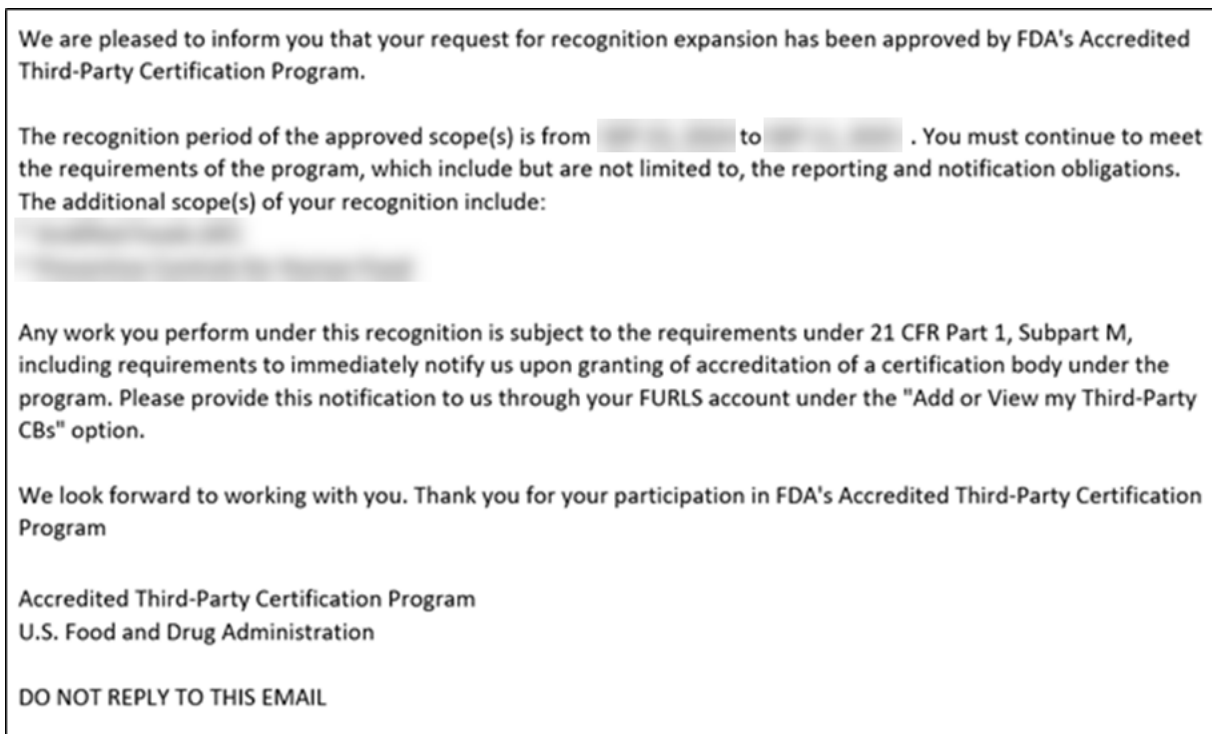 We are pleased to inform you that your request for recognition expansion has been approved by FDA's Accredited
Third-Party Certification Program.
The recognition period of the approved scope(s) is from to . You must continue to meet
the requirements of the program, which include but are not limited to, the reporting and notification obligations.
The additional scope(s) of your recognition include:
Any work you perform under this recognition is subject to the requirements under 21 CFR Part 1, Subpart M,
including requirements to immediately notify us upon granting of accreditation of a certification body under the
program. Please provide this notification to us through your FURLS account under the "Add or View my Third-Party
CBs" option.
We look forward to working with you. Thank you for your participation in FDA's Accredited Third-Party Certification
Program
Accredited Third-Party Certification Program
U.S. Food and Drug Administration
DO NOT REPLY TO THIS EMAIL